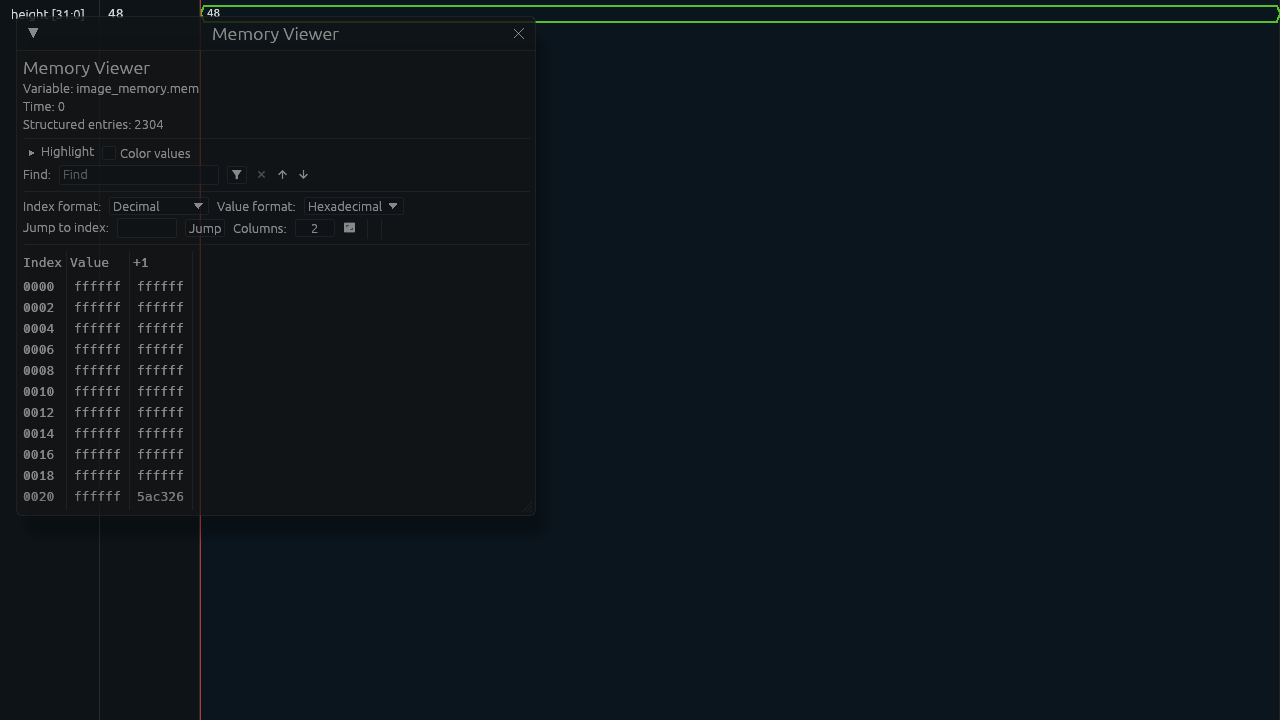 height [31:0] 48 48
Memory Viewer
Memory Viewer
Variable: image_memory.mem
Time: 0
Structured entries: 2304
Highlight Color values
Find: Find
Index format: Decimal Value format: Hexadecimal
Jump to index: Jump Columns: 2
Index Value +1
0000 ffffff ffffff
0002 ffffff ffffff
0004 ffffff ffffff
0006 ffffff ffffff
0008 ffffff ffffff
0010 ffffff ffffff
0012 ffffff ffffff
0014 ffffff ffffff
0016 ffffff ffffff
0018 ffffff ffffff
0020 ffffff 5ac326